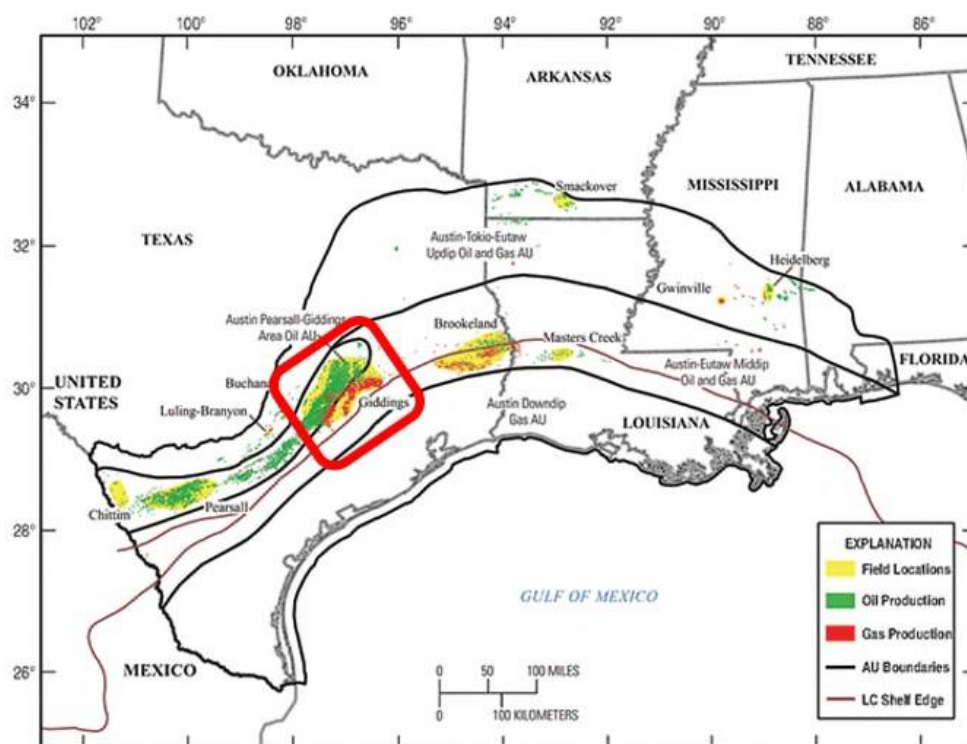 102°
100°
98°
96°
94°
92°
90°
88°
86°
TENNESSEE
OKLAHOMA
ARKANSAS
34°
Smackover
MISSISSIPPI
ALABAMA
TEXAS
32°
Austin-Tokio-Eutaw
Updip Oil and Gas AU
Heidelberg
Gwinville
Austin Pearsall-Giddings
Area Oil AU
Brookeland
Masters Creek
FLORIDA
30°
UNITED
STATES
Giddings
Austin-Eutaw Middip
Oil and Gas AU
Luling-Branyon
Austin Downdip
Gas AU
LOUISIANA
Chittim
Pearsall
28°
EXPLANATION
Field Locations
Oil Production
Gas Production
AU Boundaries
LC Shelf Edge
GULF OF MEXICO
MEXICO
26°
0 50 100 MILES
0 100 KILOMETERS